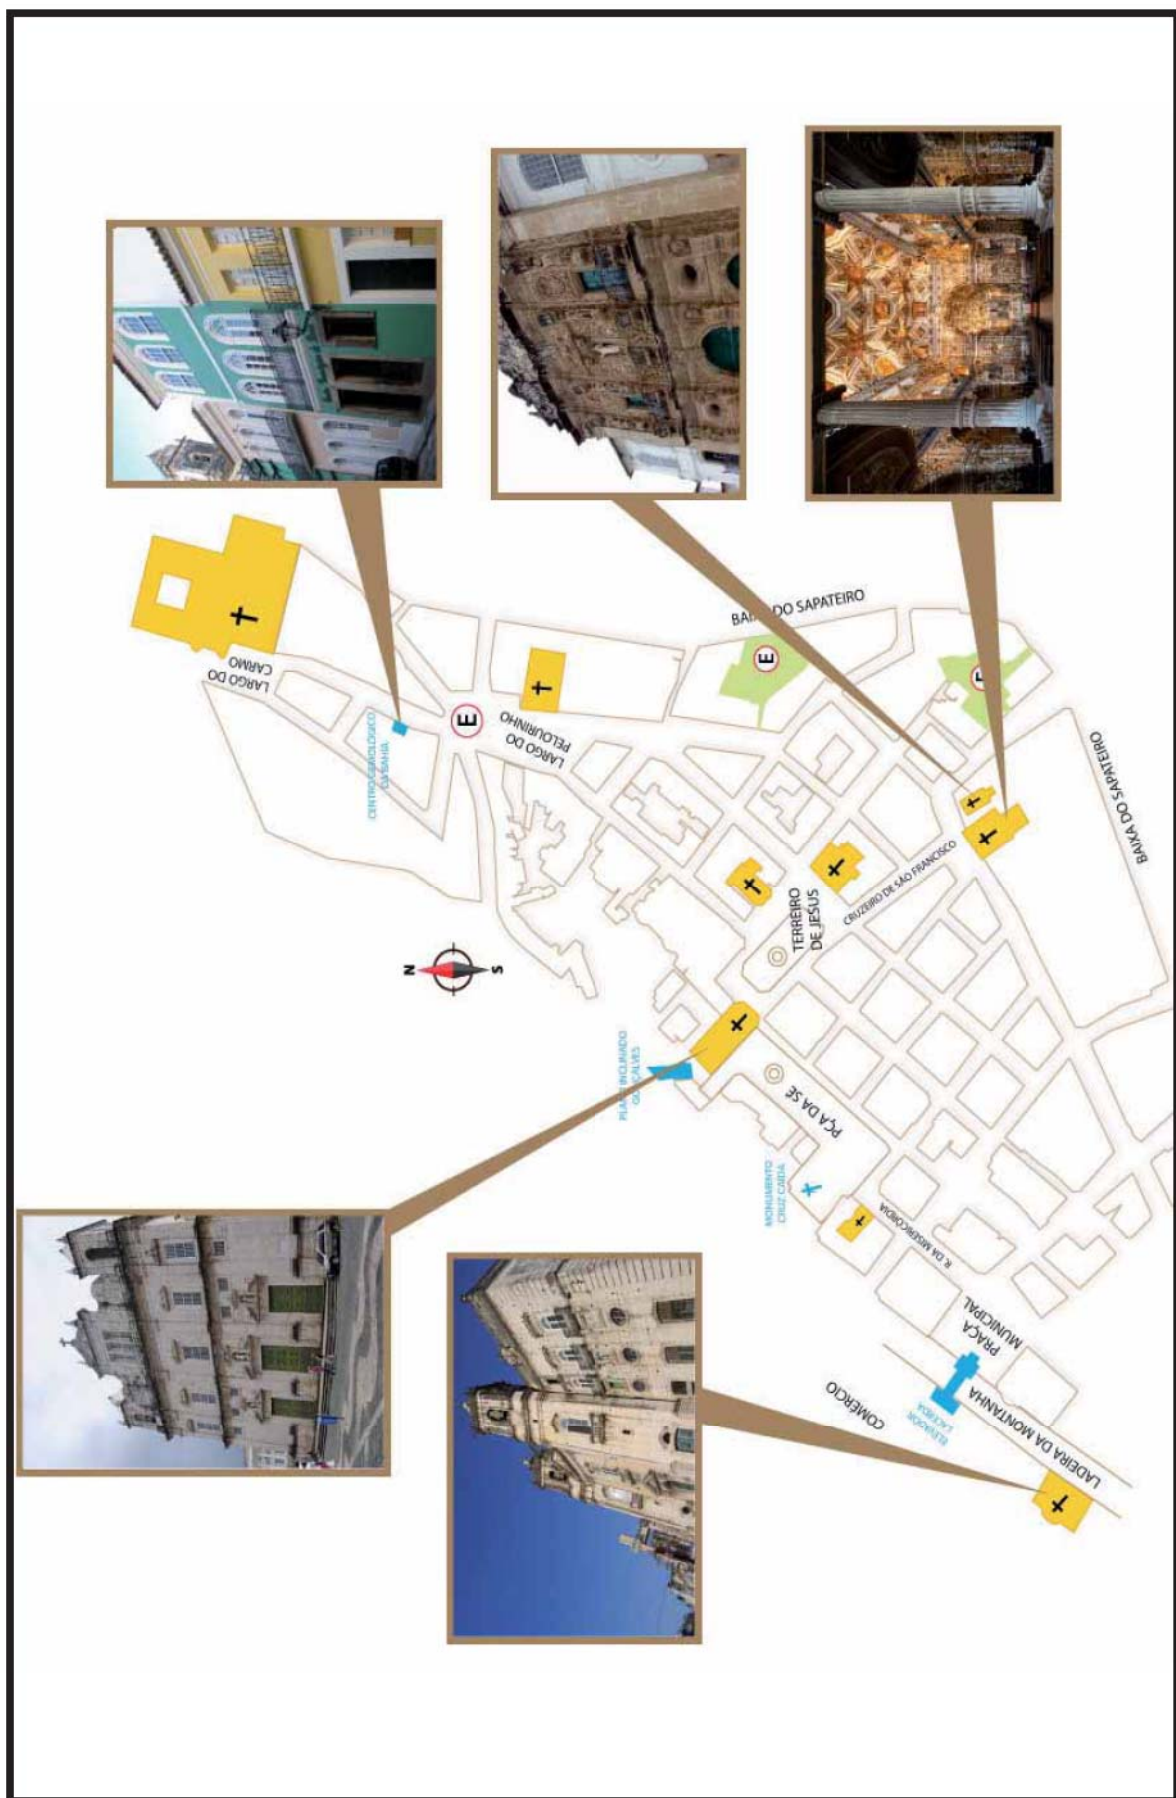 LARGO DO
CARMO
CENTRO GEMOLÓGICO
DA BAHIA
E
LARGO DO
PELOURINHO
BAIXA DO SAPATEIRO
E
E
N
S
TERREIRO
DE JESUS
CRUZEIRO DE SÃO FRANCISCO
BAIXA DO SAPATEIRO
PLANO INCLINADO
GONÇALVES
PÇA DA SÉ
MONUMENTO
CRUZ CAÍDA
R. DA MISERICÓRDIA
PRAÇA
MUNICIPAL
COMÉRCIO
ELEVADOR
LACERDA
LADEIRA DA MONTANHA